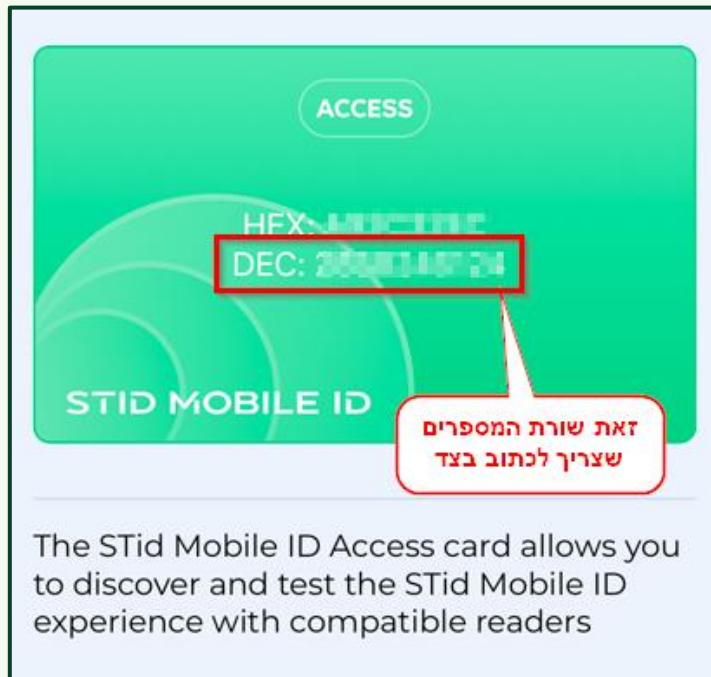 ACCESS
HEX:
DEC:
STID MOBILE ID
זאת שורת המספרים
שצריך לכתוב בצד
The STid Mobile ID Access card allows you
to discover and test the STid Mobile ID
experience with compatible readers